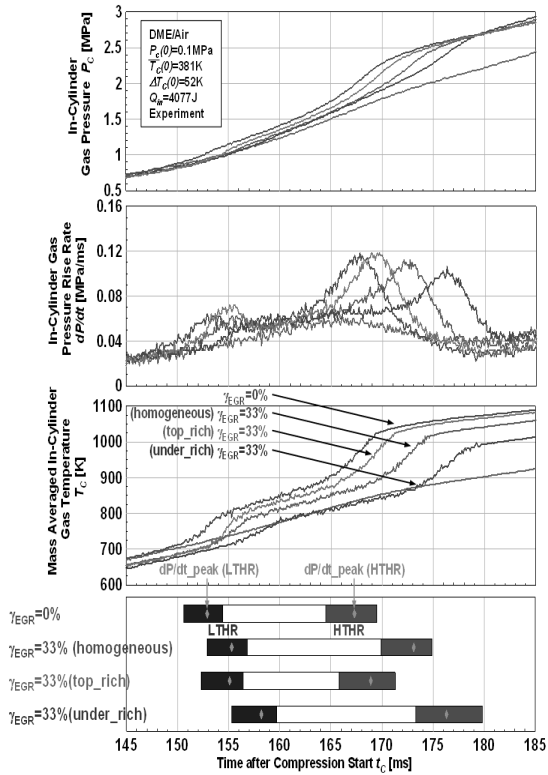 In-Cylinder
Gas Pressure P_C [MPa]
3
2.5
2
1.5
1
0.5
DME/Air
P_c(0)=0.1MPa
T̅_C(0)=381K
ΔT_C(0)=52K
Q_in=4077J
Experiment
In-Cylinder Gas
Pressure Rise Rate
dP/dt [MPa/ms]
0.16
0.12
0.08
0.04
0
Mass Averaged In-Cylinder
Gas Temperature
T_C [K]
1100
1000
900
800
700
600
γ_EGR=0%
(homogeneous) γ_EGR=33%
(top_rich) γ_EGR=33%
(under_rich) γ_EGR=33%
dP/dt_peak (LTHR)
dP/dt_peak (HTHR)
γ_EGR=0%
LTHR
HTHR
γ_EGR=33% (homogeneous)
γ_EGR=33%(top_rich)
γ_EGR=33%(under_rich)
145 150 155 160 165 170 175 180 185
Time after Compression Start t_C [ms]